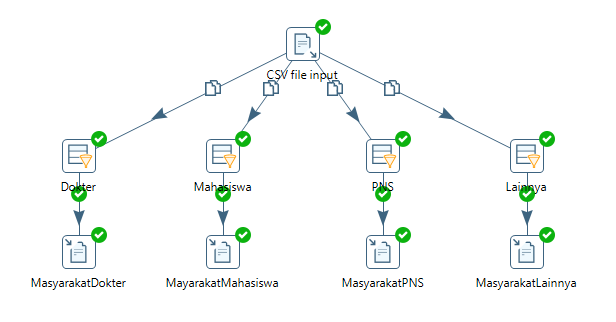 CSV file input
Dokter
Mahasiswa
PNS
Lainnya
MasyarakatDokter
MayarakatMahasiswa
MasyarakatPNS
MasyarakatLainnya